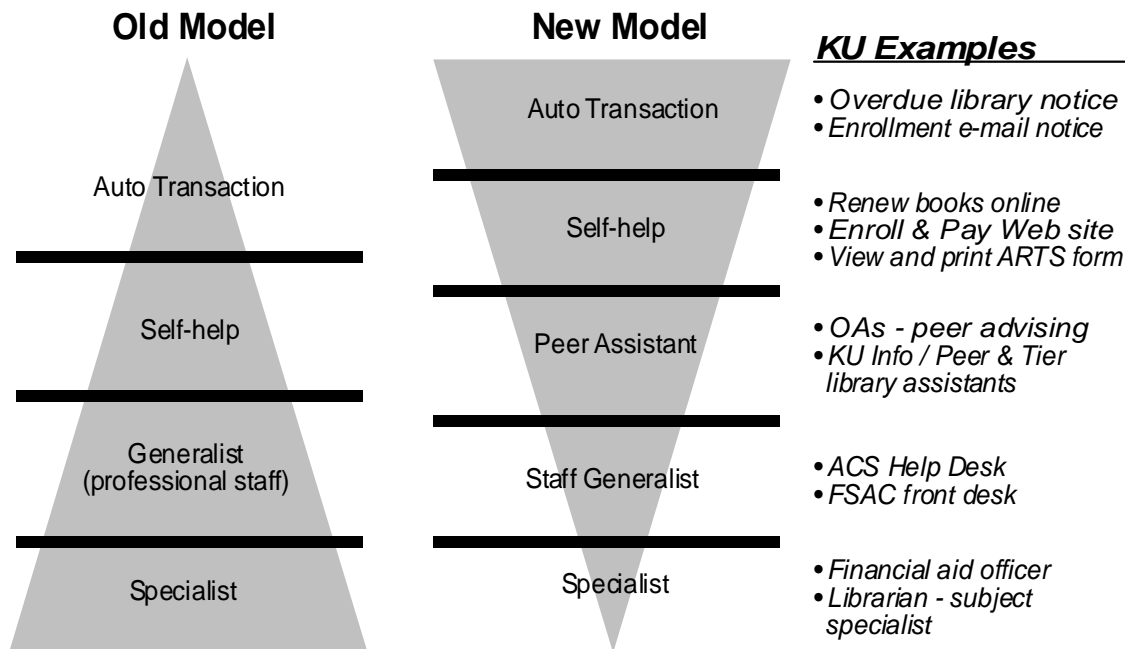 Old Model
Auto Transaction
Self-help
Generalist
(professional staff)
Specialist
New Model
Auto Transaction
Self-help
Peer Assistant
Staff Generalist
Specialist
KU Examples
• Overdue library notice
• Enrollment e-mail notice
• Renew books online
• Enroll & Pay Web site
• View and print ARTS form
• OAs - peer advising
• KU Info / Peer & Tier
library assistants
• ACS Help Desk
• FSAC front desk
• Financial aid officer
• Librarian - subject
specialist